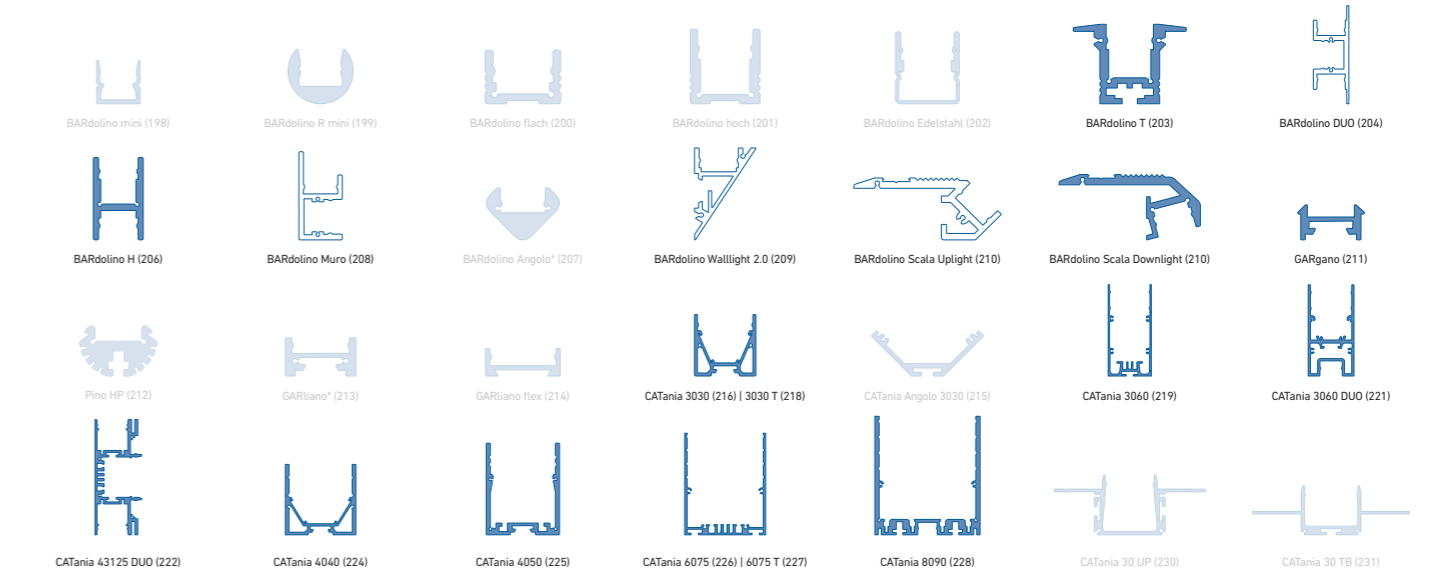 BARdolino mini (198)
BARdolino R mini (199)
BARdolino flach (200)
BARdolino hoch (201)
BARdolino Edelstahl (202)
BARdolino T (203)
BARdolino DUO (204)
BARdolino H (206)
BARdolino Muro (208)
BARdolino Angolo* (207)
BARdolino Walllight 2.0 (209)
BARdolino Scala Uplight (210)
BARdolino Scala Downlight (210)
GARgano (211)
Pino HP (212)
GARliano* (213)
GARliano flex (214)
CATania 3030 (216) | 3030 T (218)
CATania Angolo 3030 (215)
CATania 3060 (219)
CATania 3060 DUO (221)
CATania 43125 DUO (222)
CATania 4040 (224)
CATania 4050 (225)
CATania 6075 (226) | 6075 T (227)
CATania 8090 (228)
CATania 30 UP (230)
CATania 30 TB (231)